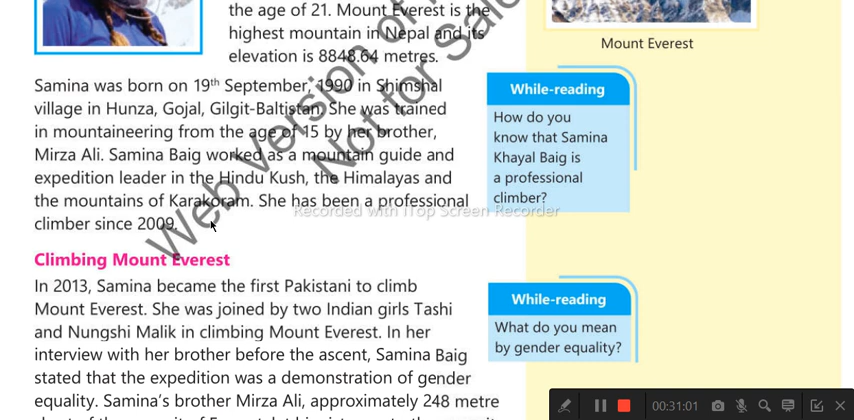 the age of 21. Mount Everest is the
highest mountain in Nepal and its
elevation is 8848.64 metres.
Mount Everest
Samina was born on 19th September, 1990 in Shimshal
village in Hunza, Gojal, Gilgit-Baltistan. She was trained
in mountaineering from the age of 15 by her brother,
Mirza Ali. Samina Baig worked as a mountain guide and
expedition leader in the Hindu Kush, the Himalayas and
the mountains of Karakoram. She has been a professional
climber since 2009.
While-reading
How do you
know that Samina
Khayal Baig is
a professional
climber?
Web Version of
Not for Sale
Recorded with iTop Screen Recorder
Climbing Mount Everest
In 2013, Samina became the first Pakistani to climb
Mount Everest. She was joined by two Indian girls Tashi
and Nungshi Malik in climbing Mount Everest. In her
interview with her brother before the ascent, Samina Baig
stated that the expedition was a demonstration of gender
equality. Samina's brother Mirza Ali, approximately 248 metre
While-reading
What do you mean
by gender equality?
00:31:01